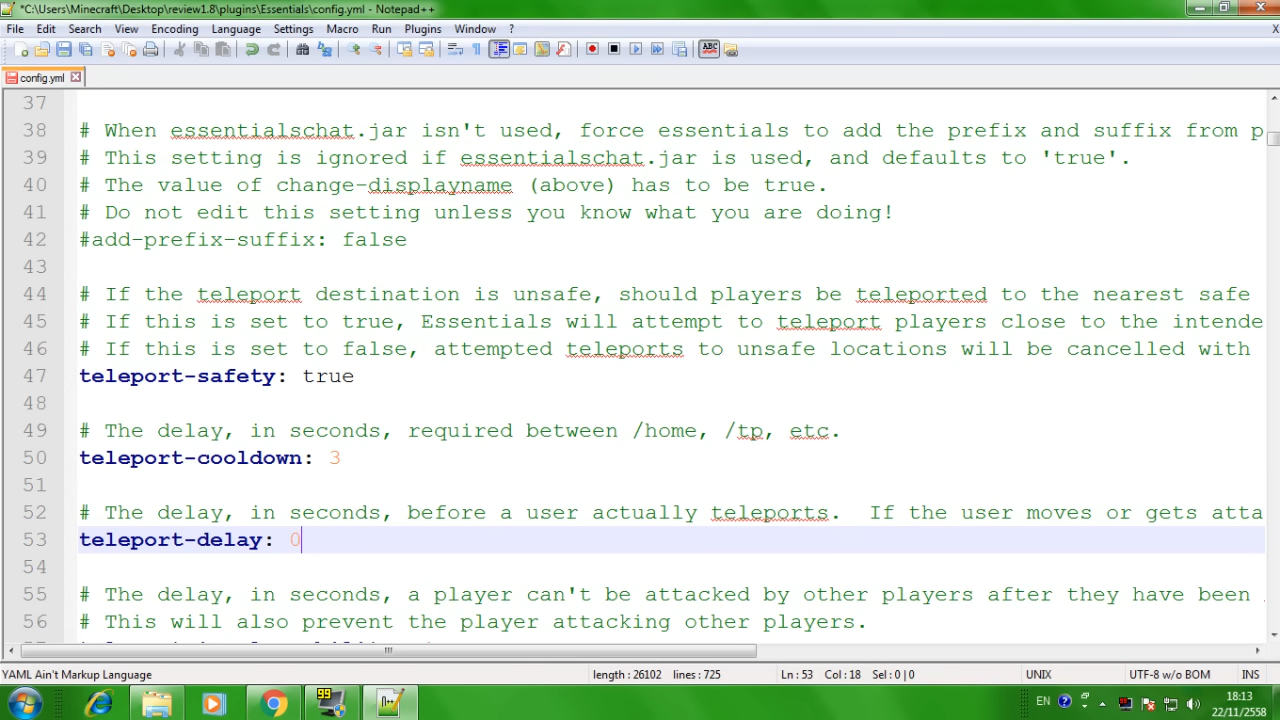 *C:\Users\Minecraft\Desktop\review1.8\plugins\Essentials\config.yml - Notepad++
File Edit Search View Encoding Language Settings Macro Run Plugins Window ? X
config.yml
37
38 # When essentialschat.jar isn't used, force essentials to add the prefix and suffix from p
39 # This setting is ignored if essentialschat.jar is used, and defaults to 'true'.
40 # The value of change-displayname (above) has to be true.
41 # Do not edit this setting unless you know what you are doing!
42 #add-prefix-suffix: false
43
44 # If the teleport destination is unsafe, should players be teleported to the nearest safe
45 # If this is set to true, Essentials will attempt to teleport players close to the intende
46 # If this is set to false, attempted teleports to unsafe locations will be cancelled with
47 teleport-safety: true
48
49 # The delay, in seconds, required between /home, /tp, etc.
50 teleport-cooldown: 3
51
52 # The delay, in seconds, before a user actually teleports.  If the user moves or gets atta
53 teleport-delay: 0
54
55 # The delay, in seconds, a player can't be attacked by other players after they have been
56 # This will also prevent the player attacking other players.
YAML Ain't Markup Language length : 26102 lines : 725 Ln : 53 Col : 18 Sel : 0 | 0 UNIX UTF-8 w/o BOM INS
99
EN 18:13
22/11/2558